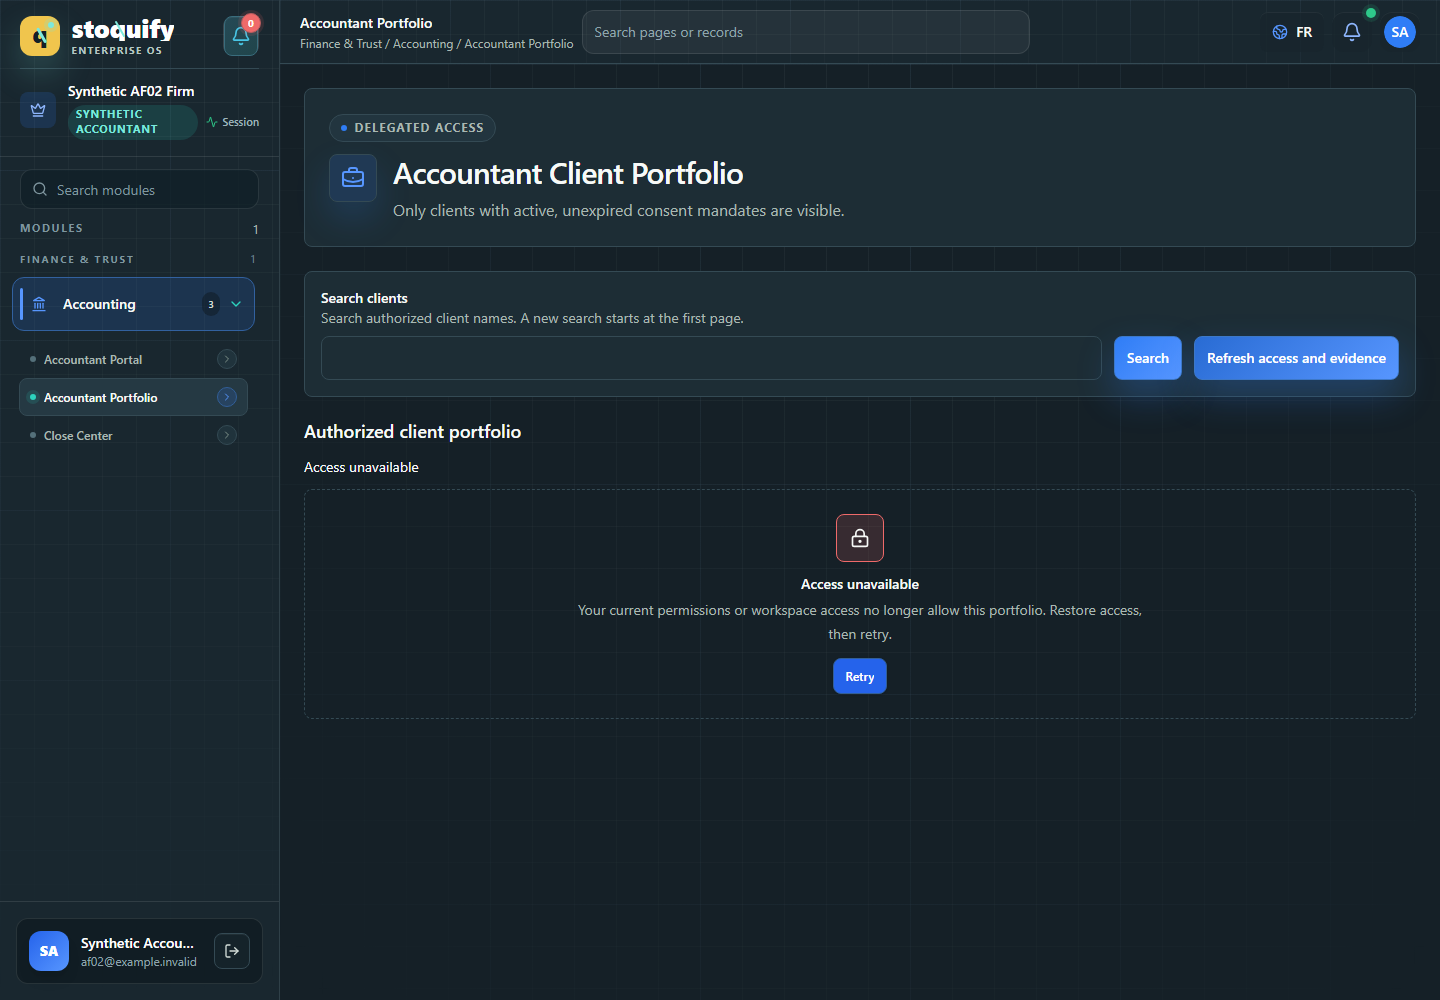 stoquify
ENTERPRISE OS
0
Synthetic AF02 Firm
SYNTHETIC ACCOUNTANT
Session
Search modules
MODULES 1
FINANCE & TRUST 1
Accounting 3
Accountant Portal
Accountant Portfolio
Close Center
SA
Synthetic Accou...
af02@example.invalid
Accountant Portfolio
Finance & Trust / Accounting / Accountant Portfolio
Search pages or records
FR
SA
DELEGATED ACCESS
Accountant Client Portfolio
Only clients with active, unexpired consent mandates are visible.
Search clients
Search authorized client names. A new search starts at the first page.
Search
Refresh access and evidence
Authorized client portfolio
Access unavailable
Access unavailable
Your current permissions or workspace access no longer allow this portfolio. Restore access,
then retry.
Retry